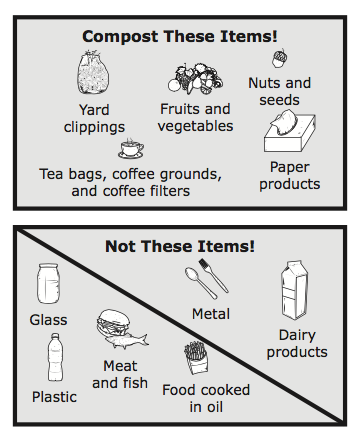 Compost These Items!
Yard
clippings
Fruits and
vegetables
Nuts and
seeds
Tea bags, coffee grounds,
and coffee filters
Paper
products
Not These Items!
Glass
Metal
Dairy
products
Meat
and fish
Plastic
Food cooked
in oil